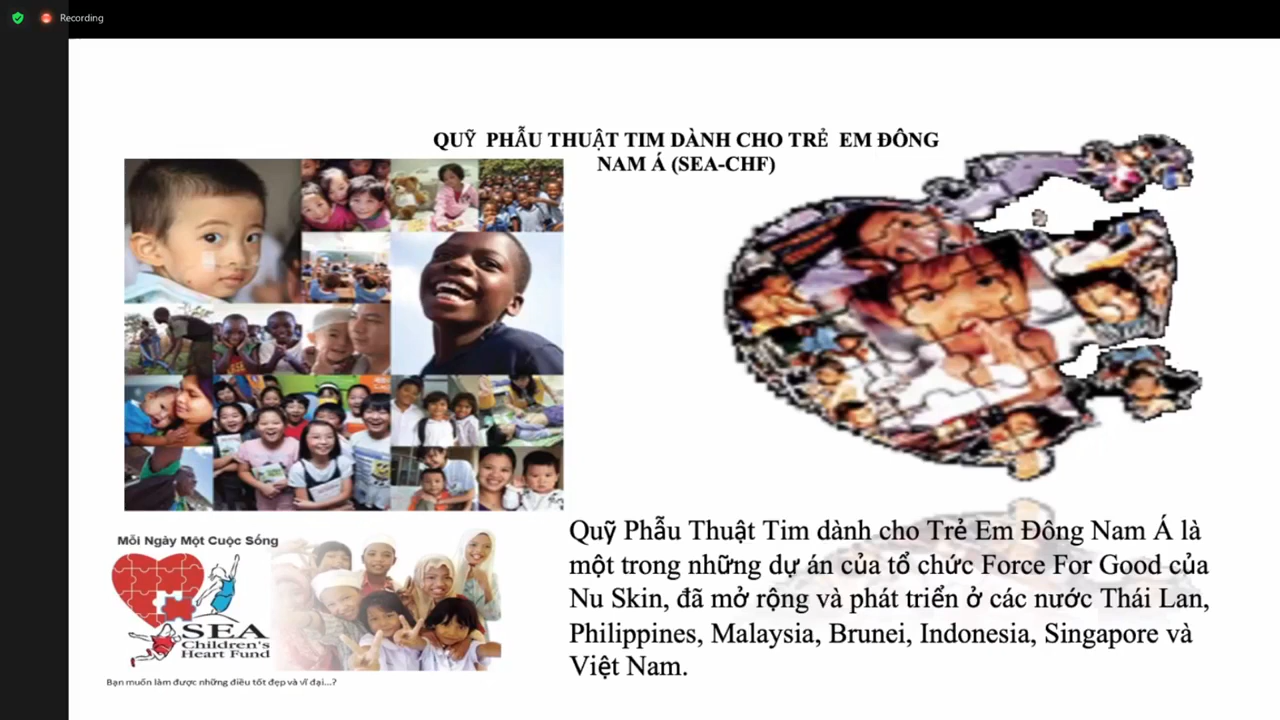 Recording
QUỸ PHẪU THUẬT TIM DÀNH CHO TRẺ EM ĐÔNG
NAM Á (SEA-CHF)
Mỗi Ngày Một Cuộc Sống
SEA
Children's
Heart Fund
Bạn muốn làm được những điều tốt đẹp và vĩ đại...?
Quỹ Phẫu Thuật Tim dành cho Trẻ Em Đông Nam Á là
một trong những dự án của tổ chức Force For Good của
Nu Skin, đã mở rộng và phát triển ở các nước Thái Lan,
Philippines, Malaysia, Brunei, Indonesia, Singapore và
Việt Nam.